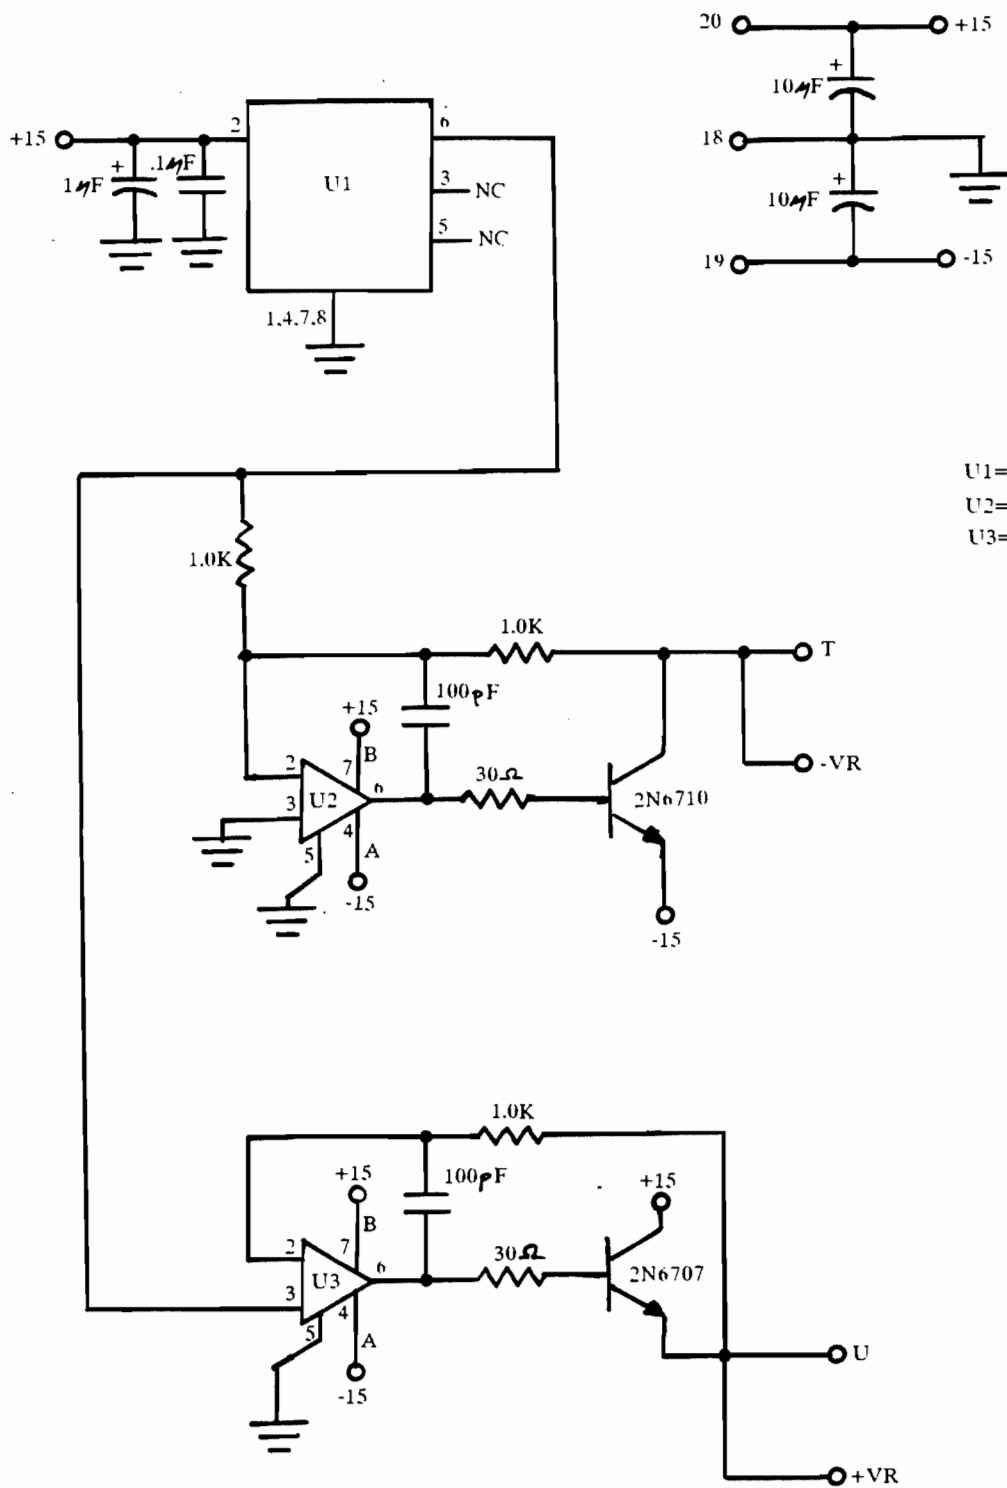 20
+15
+
10µF
18
+
10µF
19
-15
+15
2
6
+
1µF
.1µF
U1
3
NC
5
NC
1,4,7,8
U1=
U2=
U3=
1.0K
1.0K
T
100pF
+15
B
-VR
2
7
30Ω
3
U2
6
2N6710
4
5
A
-15
-15
1.0K
+15
100pF
+15
B
2
7
30Ω
U3
6
2N6707
3
4
5
A
U
-15
+VR